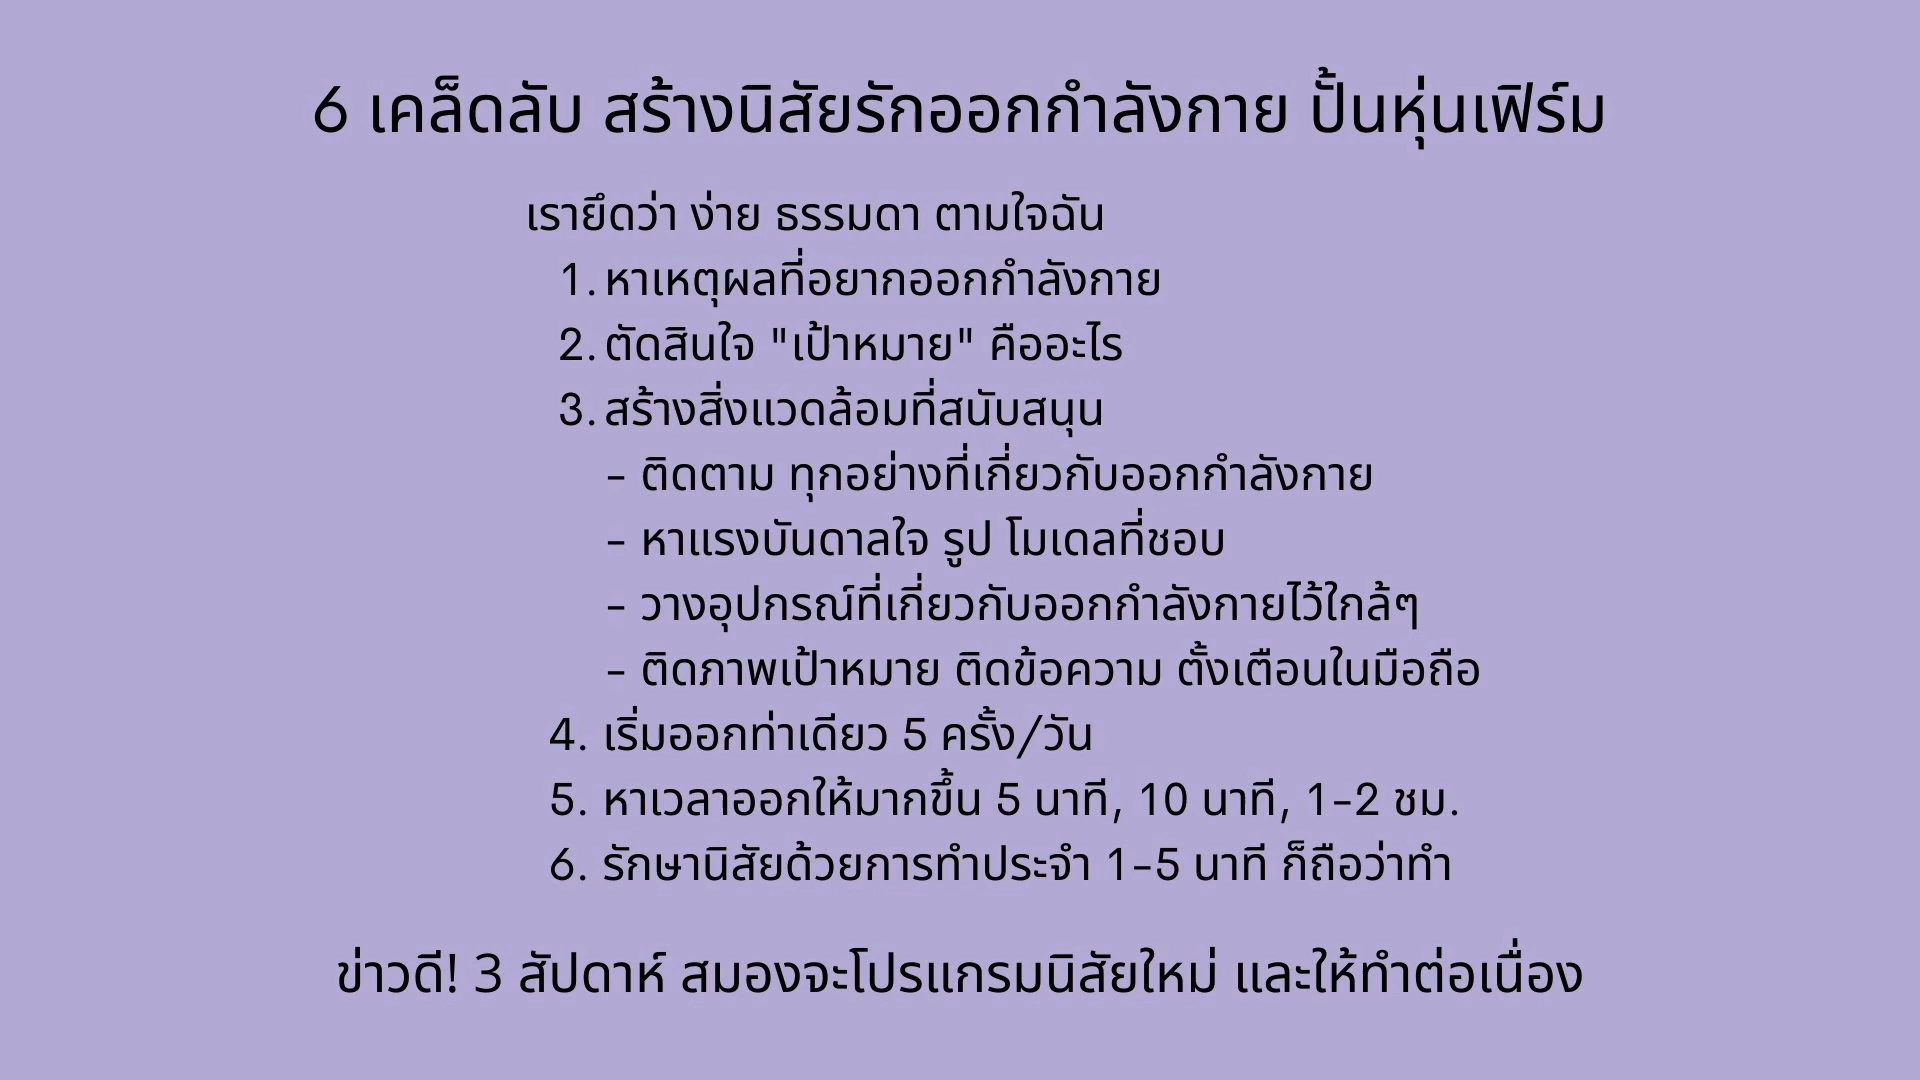 6 เคล็ดลับ สร้างนิสัยรักออกกำลังกาย ปั้นหุ่นเฟิร์ม
เรายึดว่า ง่าย ธรรมดา ตามใจฉัน
1. หาเหตุผลที่อยากออกกำลังกาย
2. ตัดสินใจ "เป้าหมาย" คืออะไร
3. สร้างสิ่งแวดล้อมที่สนับสนุน
- ติดตาม ทุกอย่างที่เกี่ยวกับออกกำลังกาย
- หาแรงบันดาลใจ รูป โมเดลที่ชอบ
- วางอุปกรณ์ที่เกี่ยวกับออกกำลังกายไว้ใกล้ๆ
- ติดภาพเป้าหมาย ติดข้อความ ตั้งเตือนในมือถือ
4. เริ่มออกท่าเดียว 5 ครั้ง/วัน
5. หาเวลาออกให้มากขึ้น 5 นาที, 10 นาที, 1-2 ชม.
6. รักษานิสัยด้วยการทำประจำ 1-5 นาที ก็ถือว่าทำ
ข่าวดี! 3 สัปดาห์ สมองจะโปรแกรมนิสัยใหม่ และให้ทำต่อเนื่อง